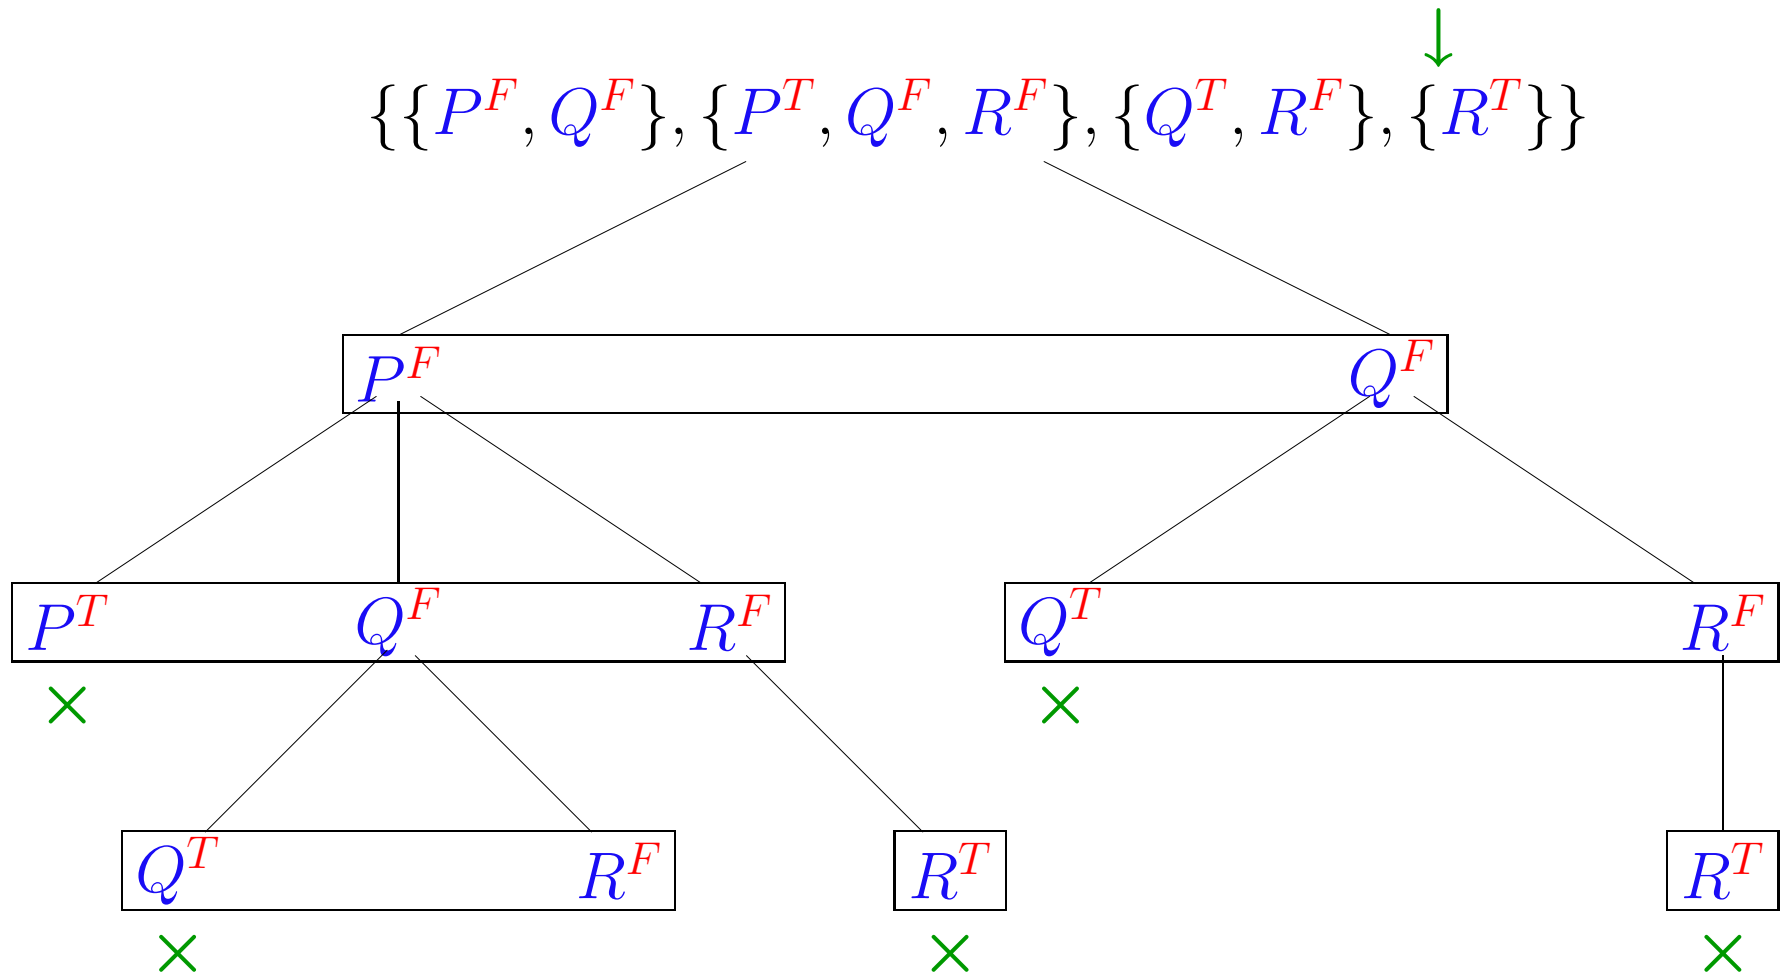 {{P^F, Q^F}, {P^T, Q^F, R^F}, {Q^T, R^F}, {R^T}}
P^F Q^F
P^T Q^F R^F Q^T R^F
Q^T R^F R^T R^T